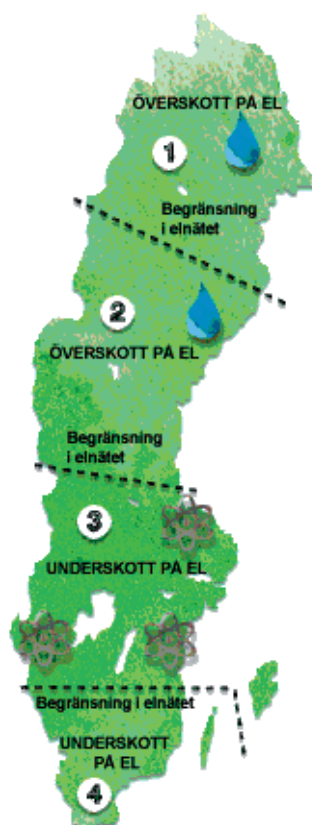 ÖVERSKOTT PÅ EL
1
Begränsning
i elnätet
2
ÖVERSKOTT PÅ EL
Begränsning
i elnätet
3
UNDERSKOTT PÅ EL
Begränsning i elnätet
UNDERSKOTT
PÅ EL
4